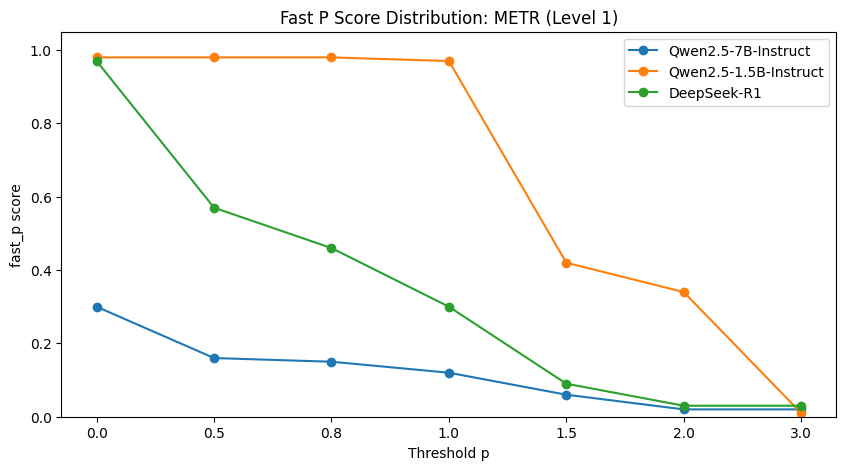 Fast P Score Distribution: METR (Level 1)
Qwen2.5-7B-Instruct
Qwen2.5-1.5B-Instruct
DeepSeek-R1
fast_p score
1.0
0.8
0.6
0.4
0.2
0.0
0.0 0.5 0.8 1.0 1.5 2.0 3.0
Threshold p